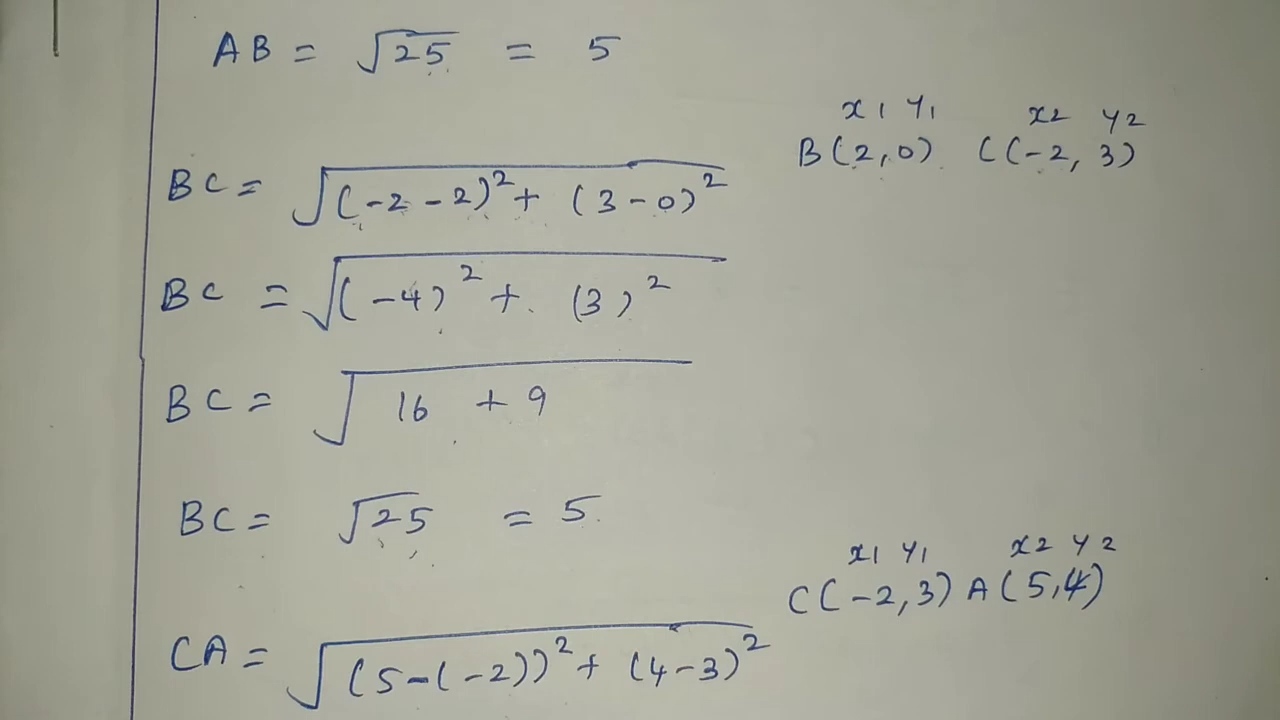 AB = √25 = 5
x1 y1 x2 y2
B(2,0) C(-2, 3)
BC = √(-2-2)² + (3-0)²
BC = √(-4)² + (3)²
BC = √16 + 9
BC = √25 = 5
x1 y1 x2 y2
C(-2,3) A(5,4)
CA = √(5-(-2))² + (4-3)²